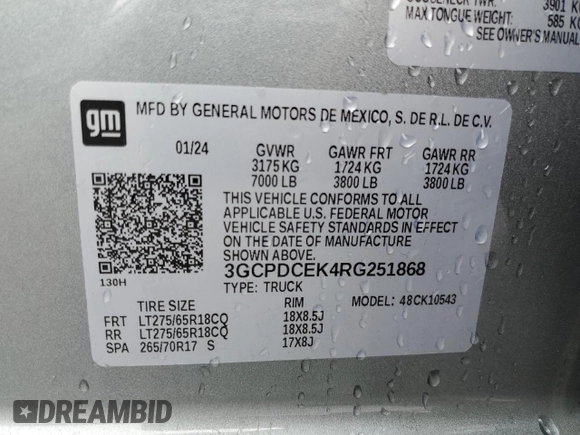 3901 KG
MAX TONGUE WEIGHT: 585 KG
SEE OWNER'S MANUAL
gm
MFD BY GENERAL MOTORS DE MEXICO, S. DE R.L. DE C.V.
01/24 GVWR GAWR FRT GAWR RR
3175 KG 1724 KG 1724 KG
7000 LB 3800 LB 3800 LB
THIS VEHICLE CONFORMS TO ALL
APPLICABLE U.S. FEDERAL MOTOR
VEHICLE SAFETY STANDARDS IN EFFECT
ON THE DATE OF MANUFACTURE
SHOWN ABOVE.
3GCPDCEK4RG251868
130H TYPE: TRUCK
TIRE SIZE RIM MODEL: 48CK10543
FRT LT275/65R18CQ 18X8.5J
RR LT275/65R18CQ 18X8.5J
SPA 265/70R17 S 17X8J
DREAMBID